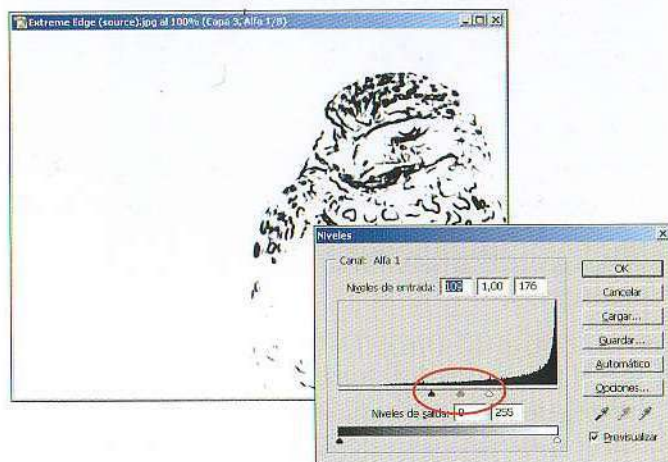 Extreme Edge (source).jpg al 100% (Capa 3, Alfa 1/8)
Niveles
Canal: Alfa 1
OK
Niveles de entrada: 109 1,00 176
Cancelar
Cargar...
Guardar...
Automático
Opciones...
Niveles de salida: 0 255
Previsualizar